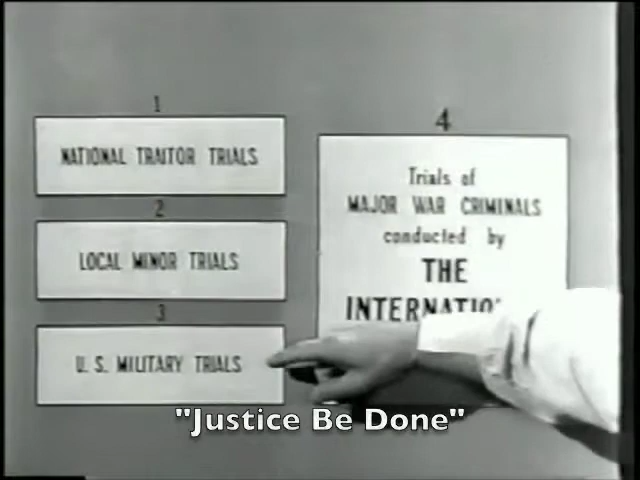 1
NATIONAL TRAITOR TRIALS
2
LOCAL MINOR TRIALS
3
U. S. MILITARY TRIALS
4
Trials of
MAJOR WAR CRIMINALS
conducted by
THE
INTERNATIO
"Justice Be Done"